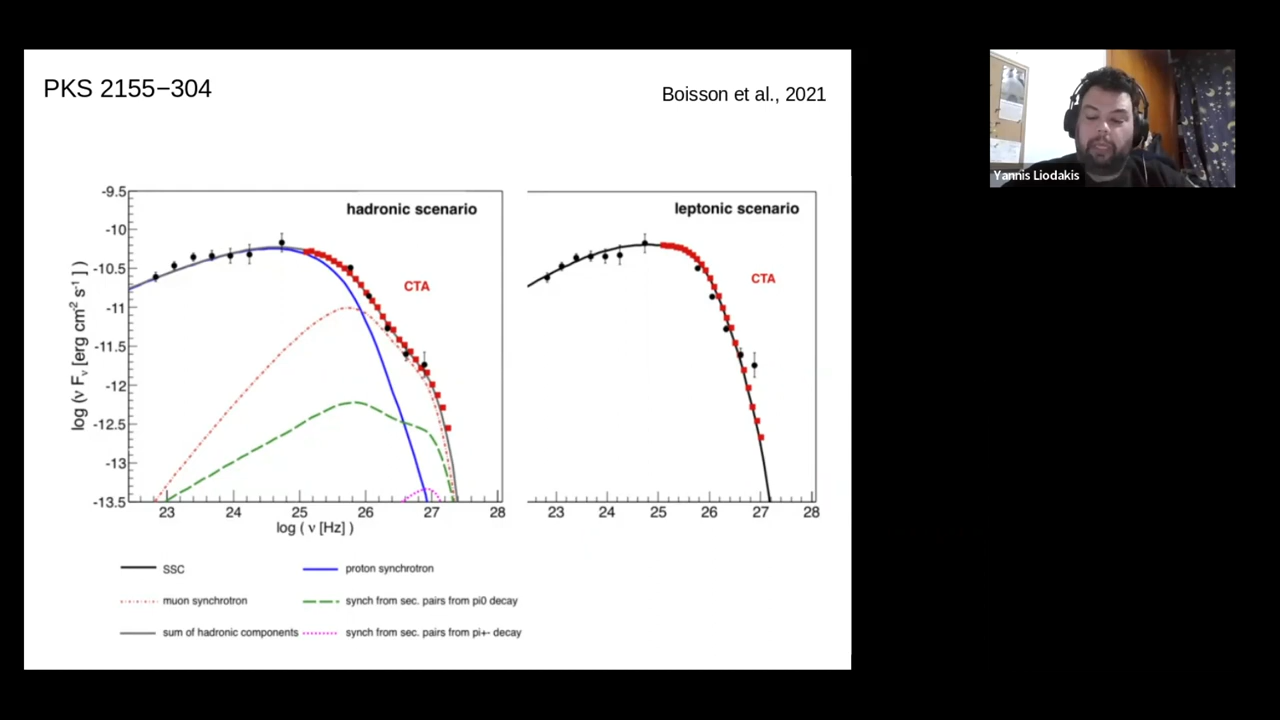 PKS 2155−304
Boisson et al., 2021
Yannis Liodakis
hadronic scenario
leptonic scenario
CTA
CTA
log (ν Fν [erg cm-2 s-1 ] )
-9.5
-10
-10.5
-11
-11.5
-12
-12.5
-13
-13.5
23 24 25 26 27 28
23 24 25 26 27 28
log ( ν [Hz] )
SSC
proton synchrotron
muon synchrotron
synch from sec. pairs from pi0 decay
sum of hadronic components
synch from sec. pairs from pi+- decay